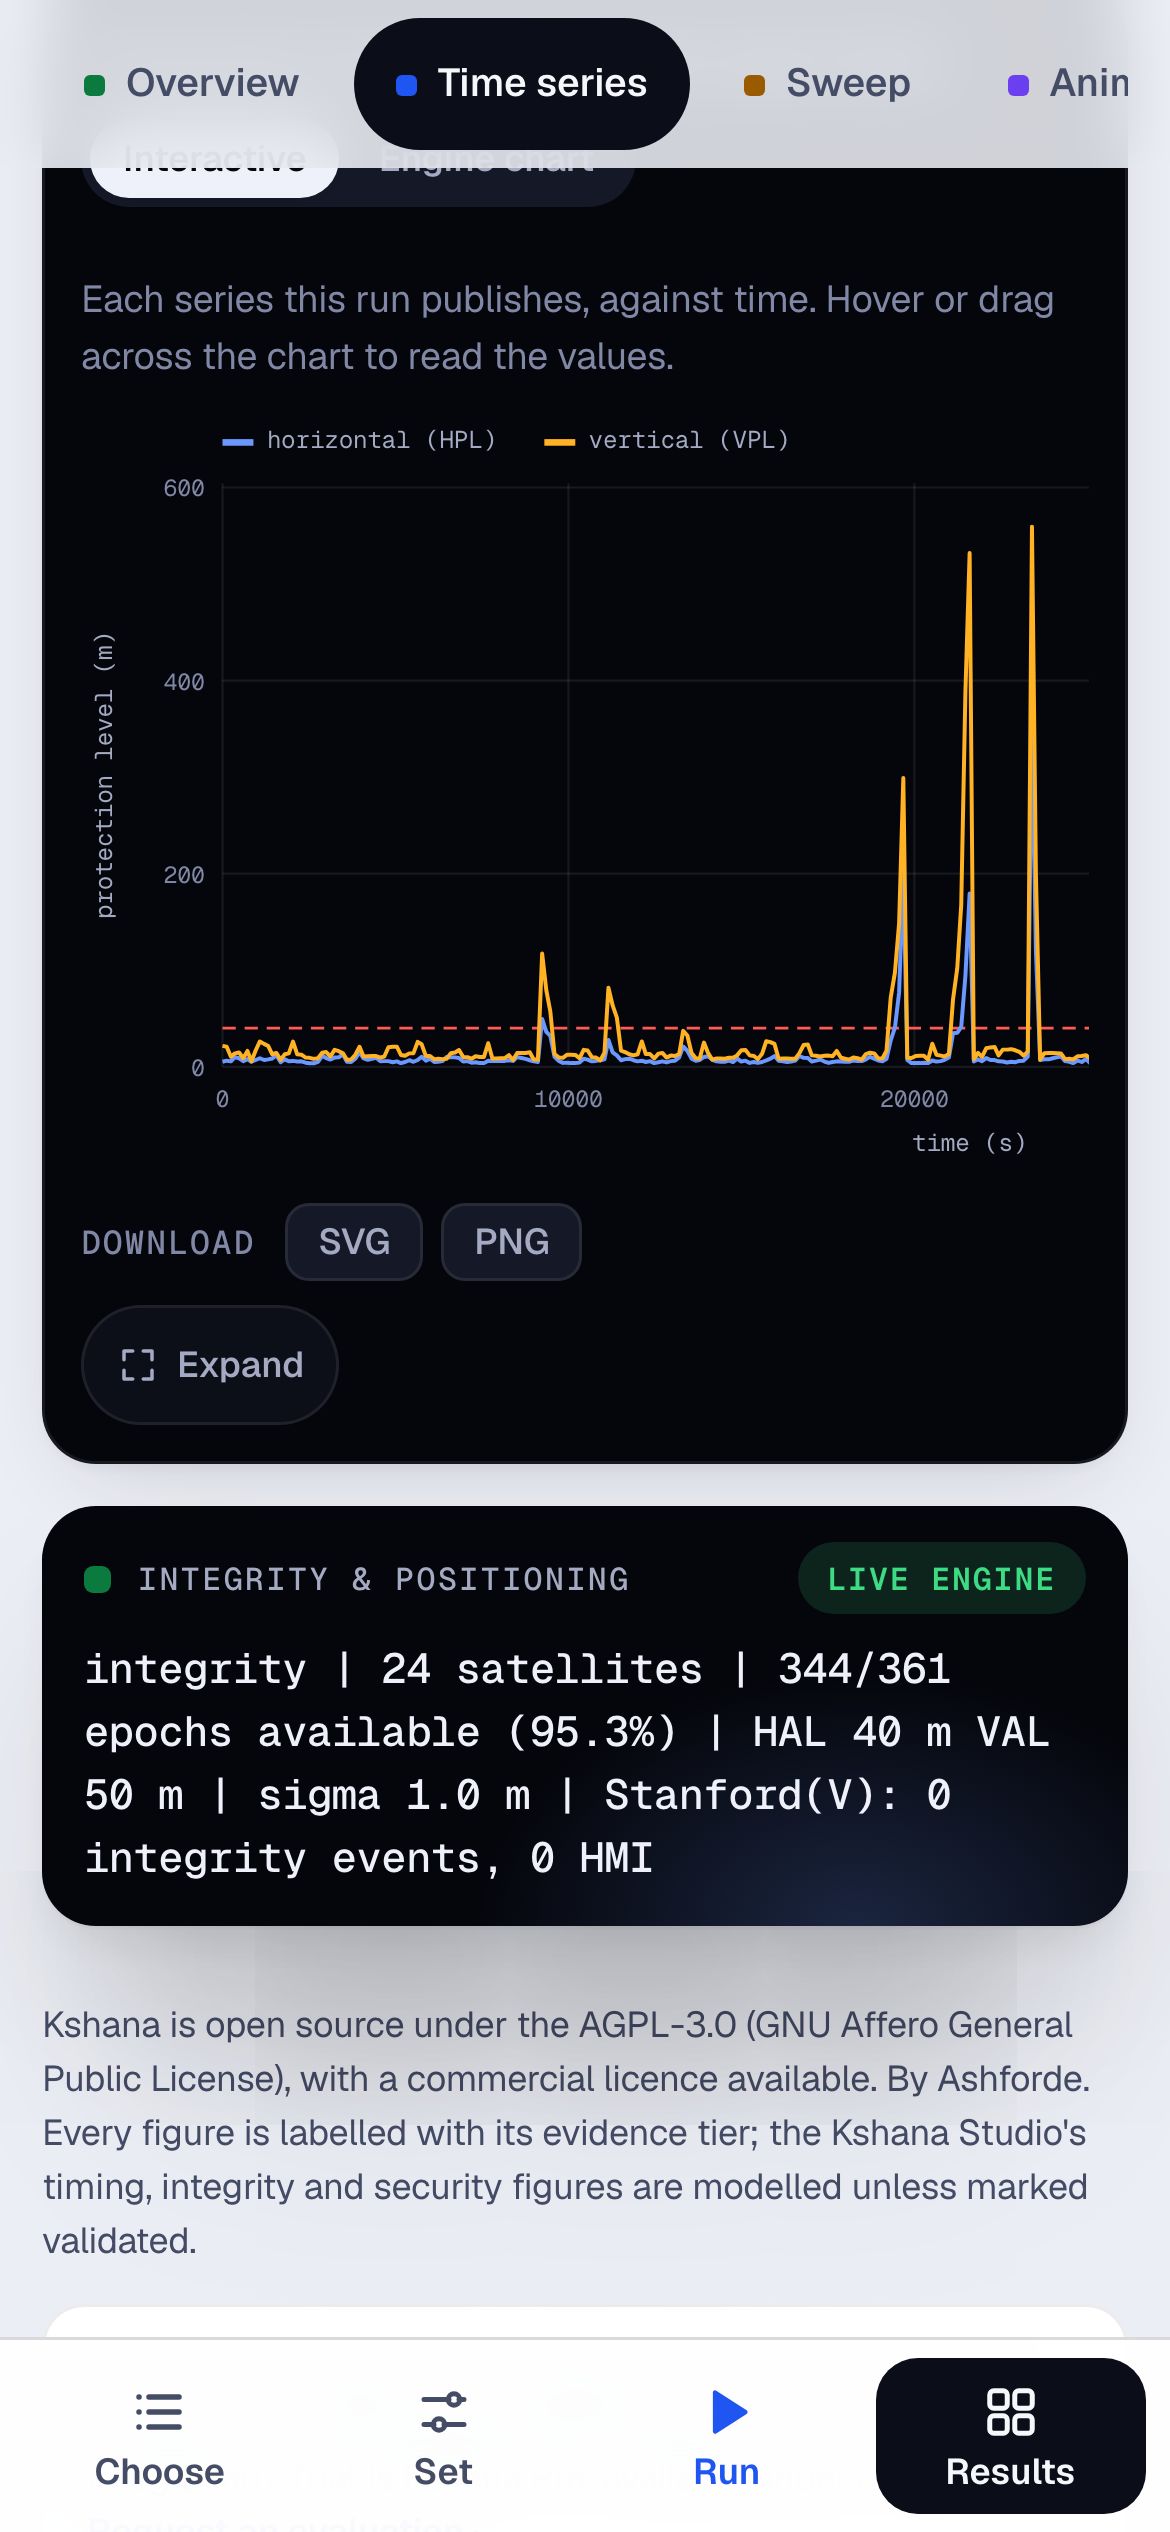 Overview
Time series
Sweep
Anim
Interactive
Engine chart
Each series this run publishes, against time. Hover or drag
across the chart to read the values.
horizontal (HPL)
vertical (VPL)
600
400
200
0
protection level (m)
0
10000
20000
time (s)
DOWNLOAD
SVG
PNG
Expand
INTEGRITY & POSITIONING
LIVE ENGINE
integrity | 24 satellites | 344/361
epochs available (95.3%) | HAL 40 m VAL
50 m | sigma 1.0 m | Stanford(V): 0
integrity events, 0 HMI
Kshana is open source under the AGPL-3.0 (GNU Affero General
Public License), with a commercial licence available. By Ashforde.
Every figure is labelled with its evidence tier; the Kshana Studio's
timing, integrity and security figures are modelled unless marked
validated.
Choose
Set
Run
Results